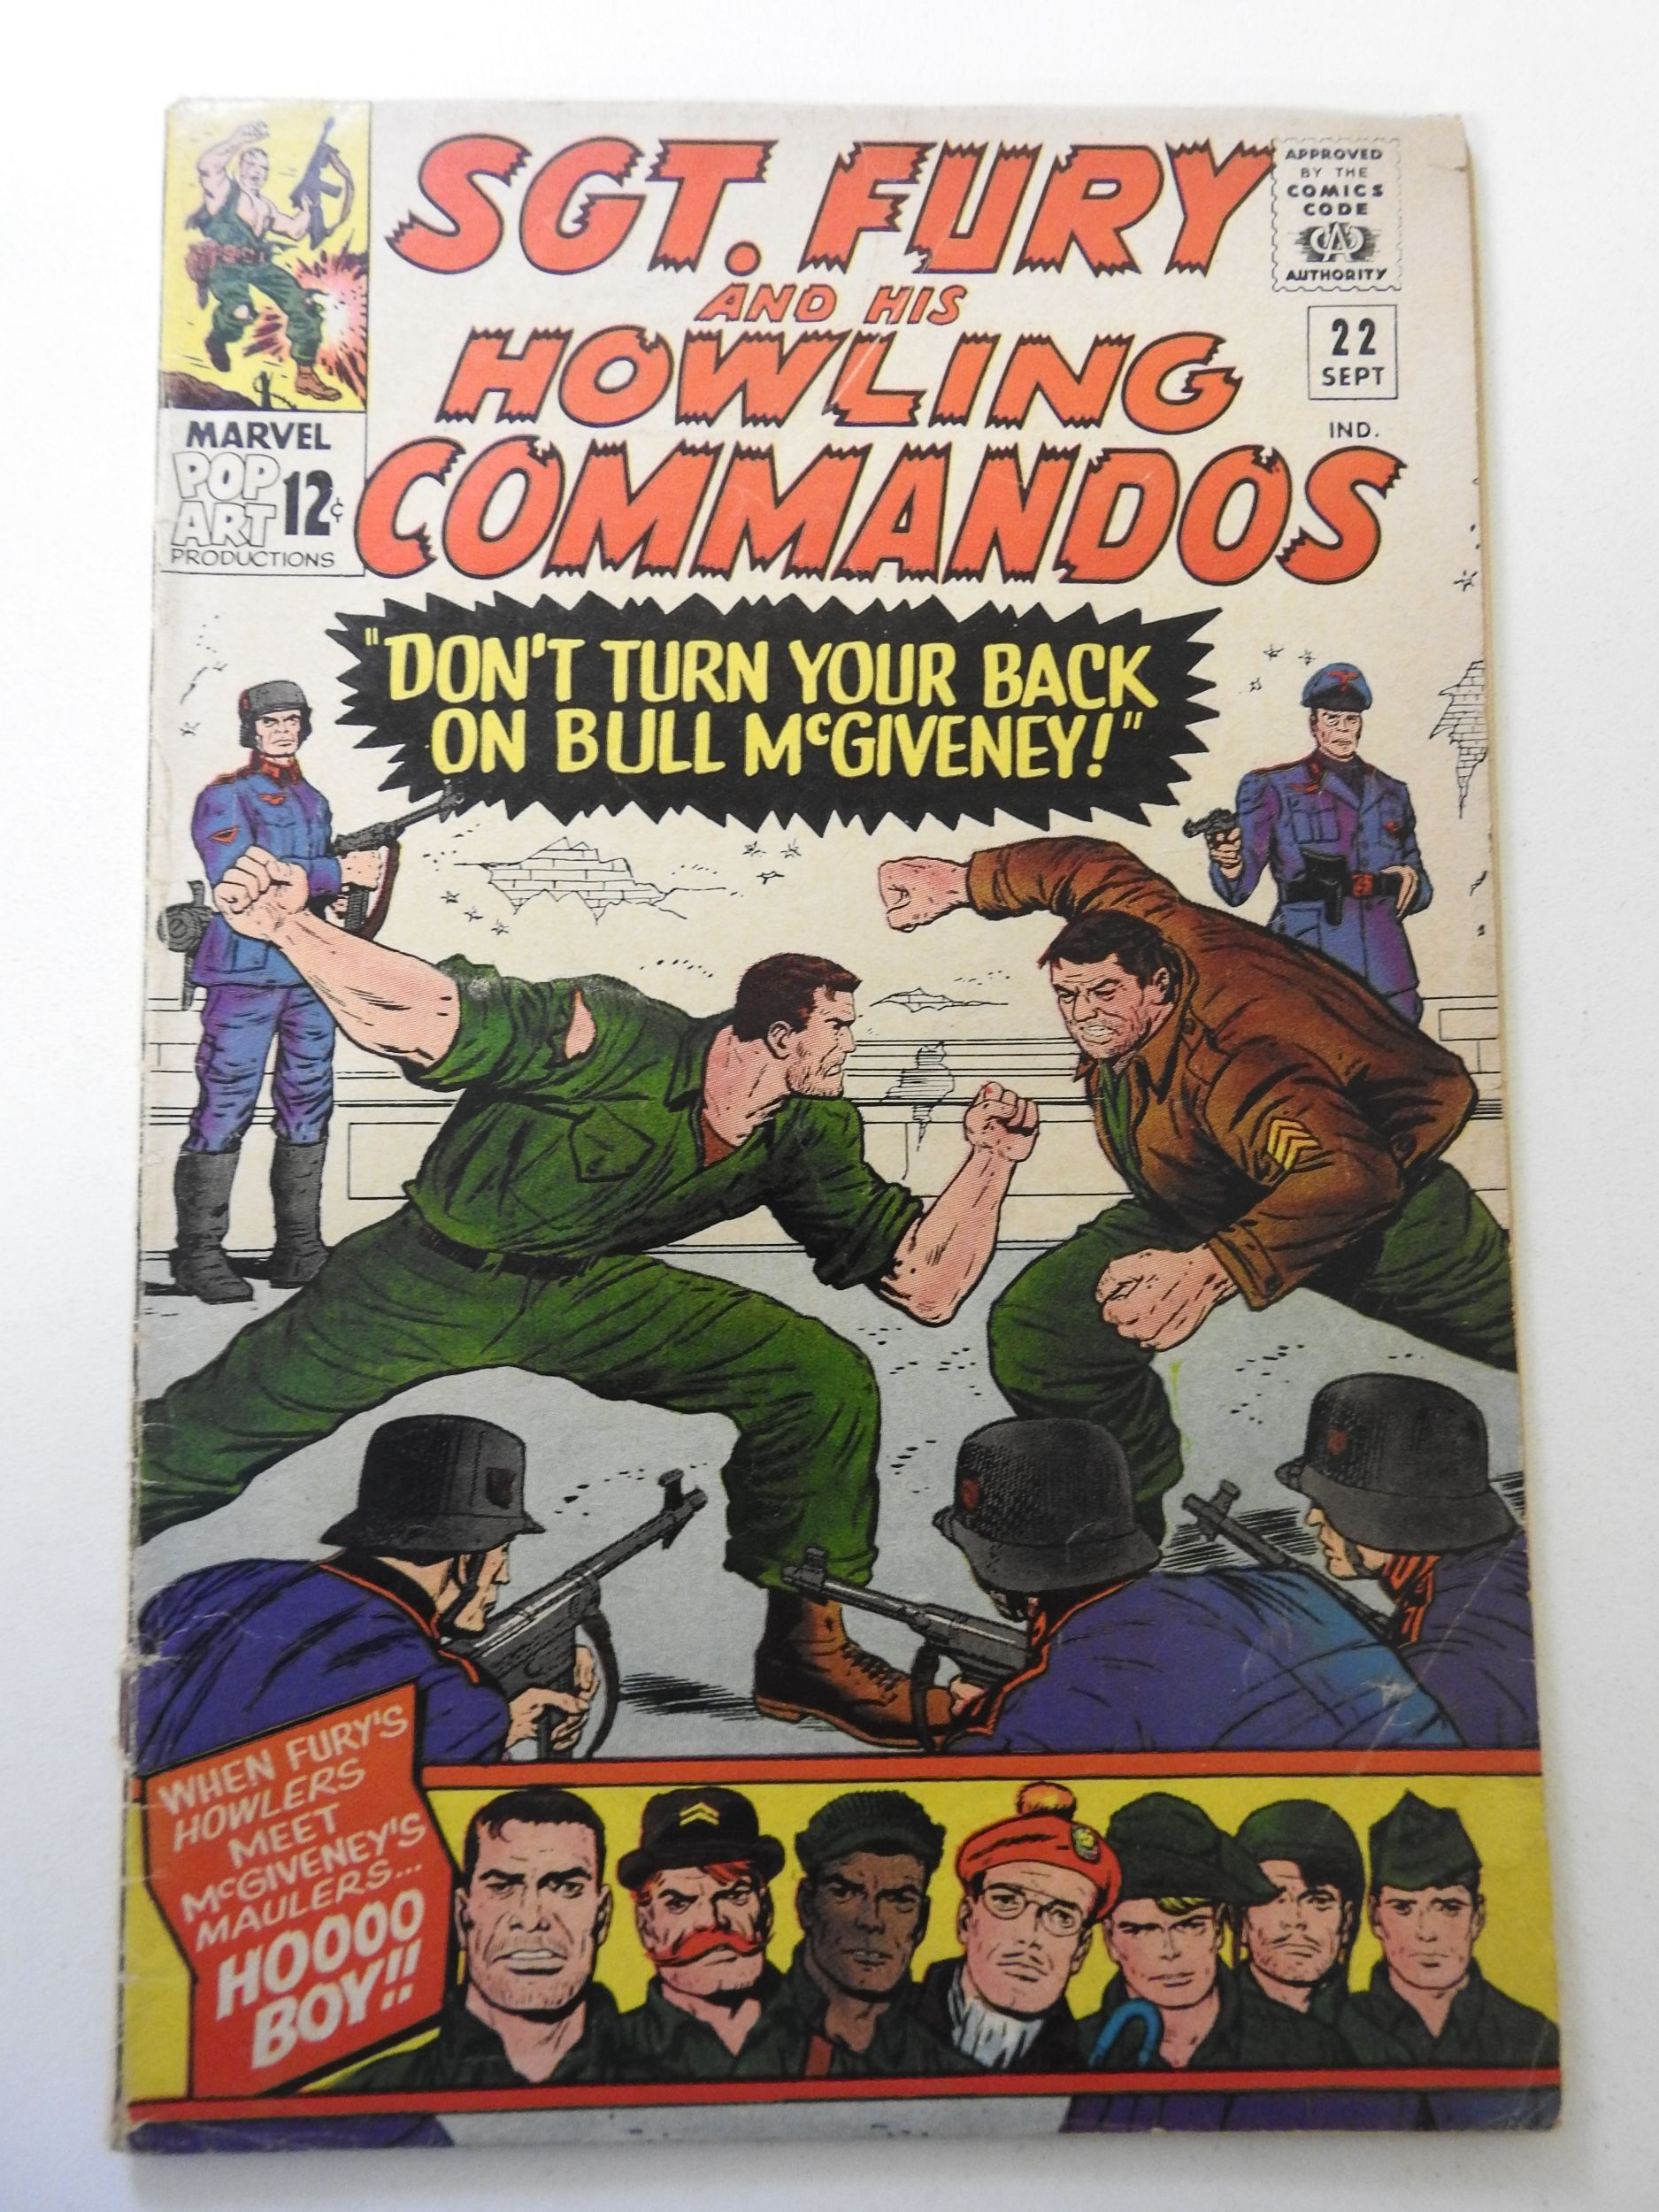 SGT. FURY
AND HIS
HOWLING
COMMANDOS
APPROVED
BY THE
COMICS
CODE
CA
AUTHORITY
22
SEPT
IND.
MARVEL
POP
ART 12¢
PRODUCTIONS
"DON'T TURN YOUR BACK
ON BULL McGIVENEY!"
WHEN FURY'S
HOWLERS
MEET
McGIVENEY'S
MAULERS...
HOOOO
BOY!!